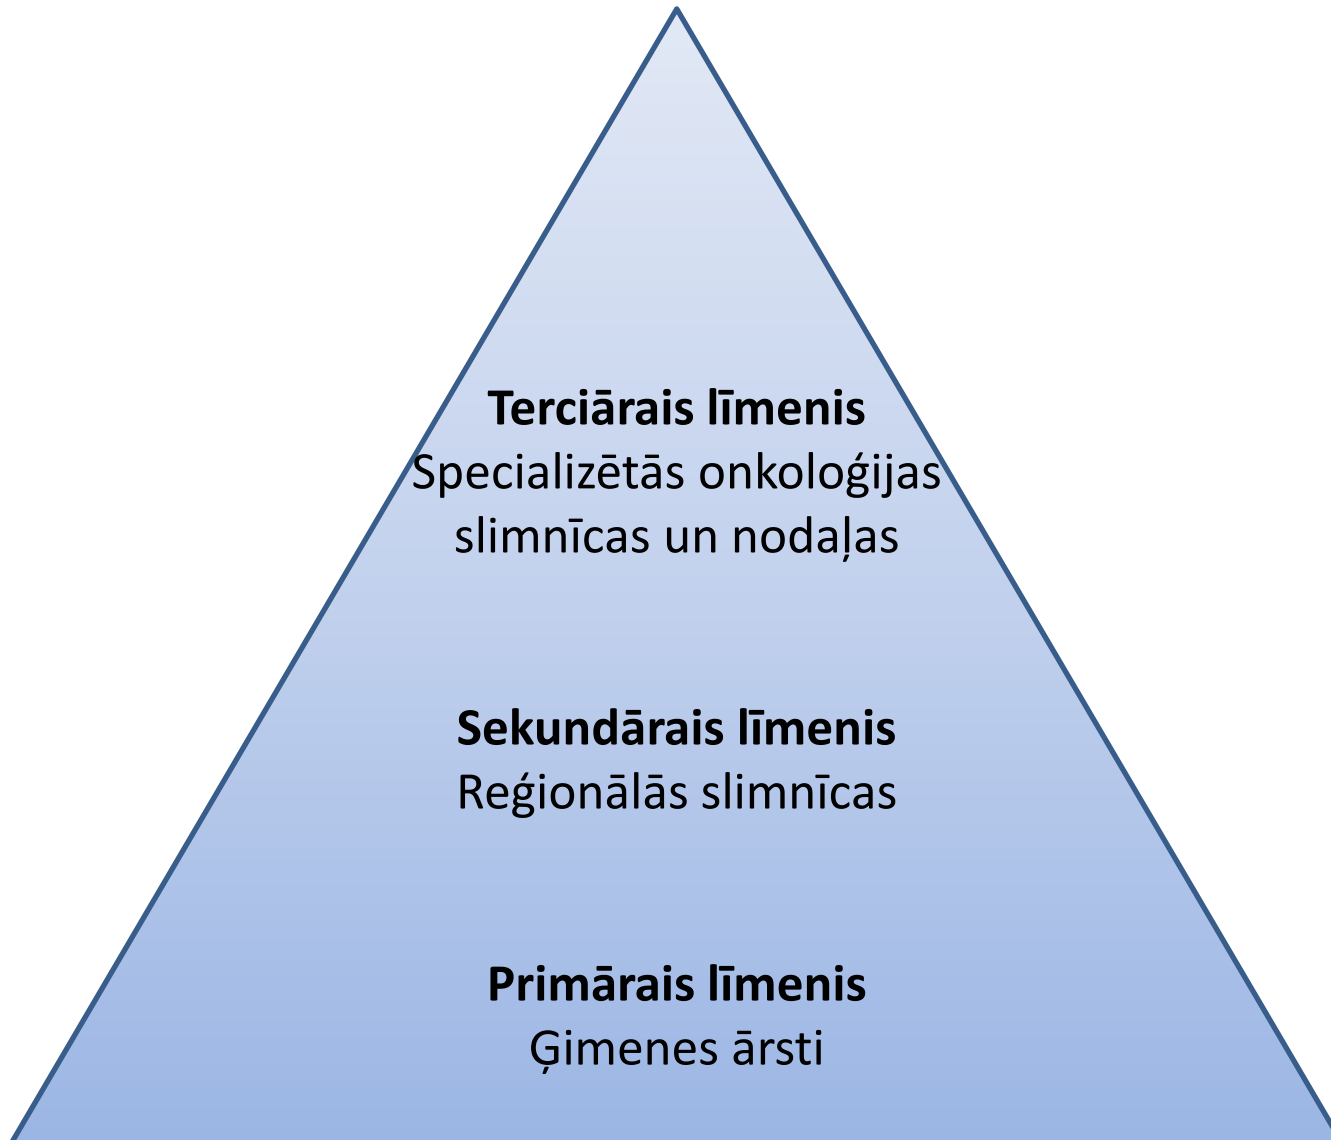 Terciārais līmenis
Specializētās onkoloģijas
slimnīcas un nodaļas
Sekundārais līmenis
Reģionālās slimnīcas
Primārais līmenis
Ģimenes ārsti